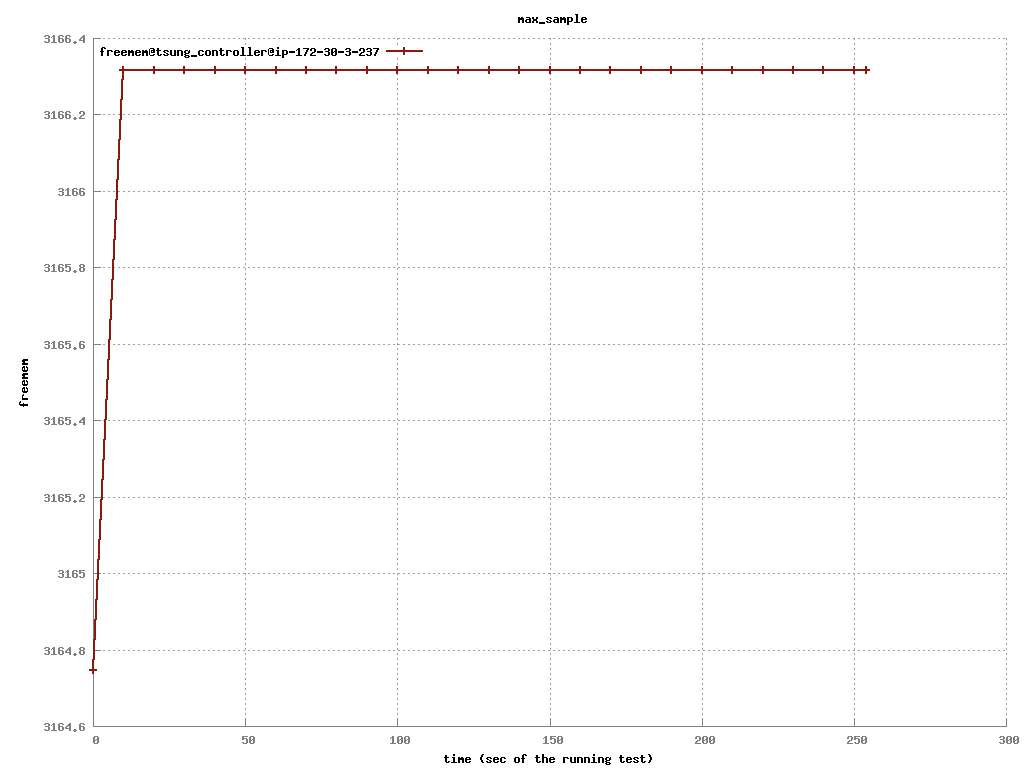 max_sample
freemem@tsung_controller@ip-172-30-3-237
3166.4
3166.2
3166
3165.8
3165.6
3165.4
3165.2
3165
3164.8
3164.6
freemem
0 50 100 150 200 250 300
time (sec of the running test)